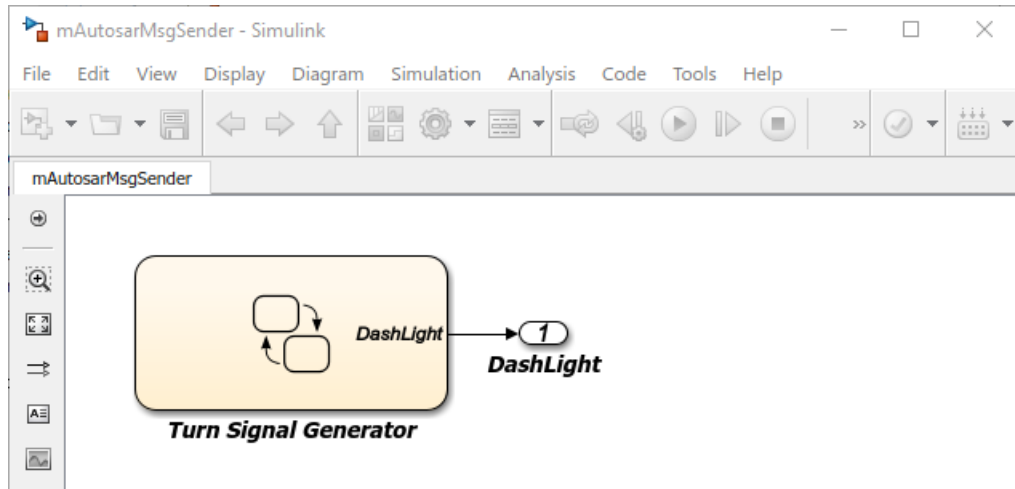 mAutosarMsgSender - Simulink
File Edit View Display Diagram Simulation Analysis Code Tools Help
»
mAutosarMsgSender
DashLight
1
DashLight
Turn Signal Generator
A